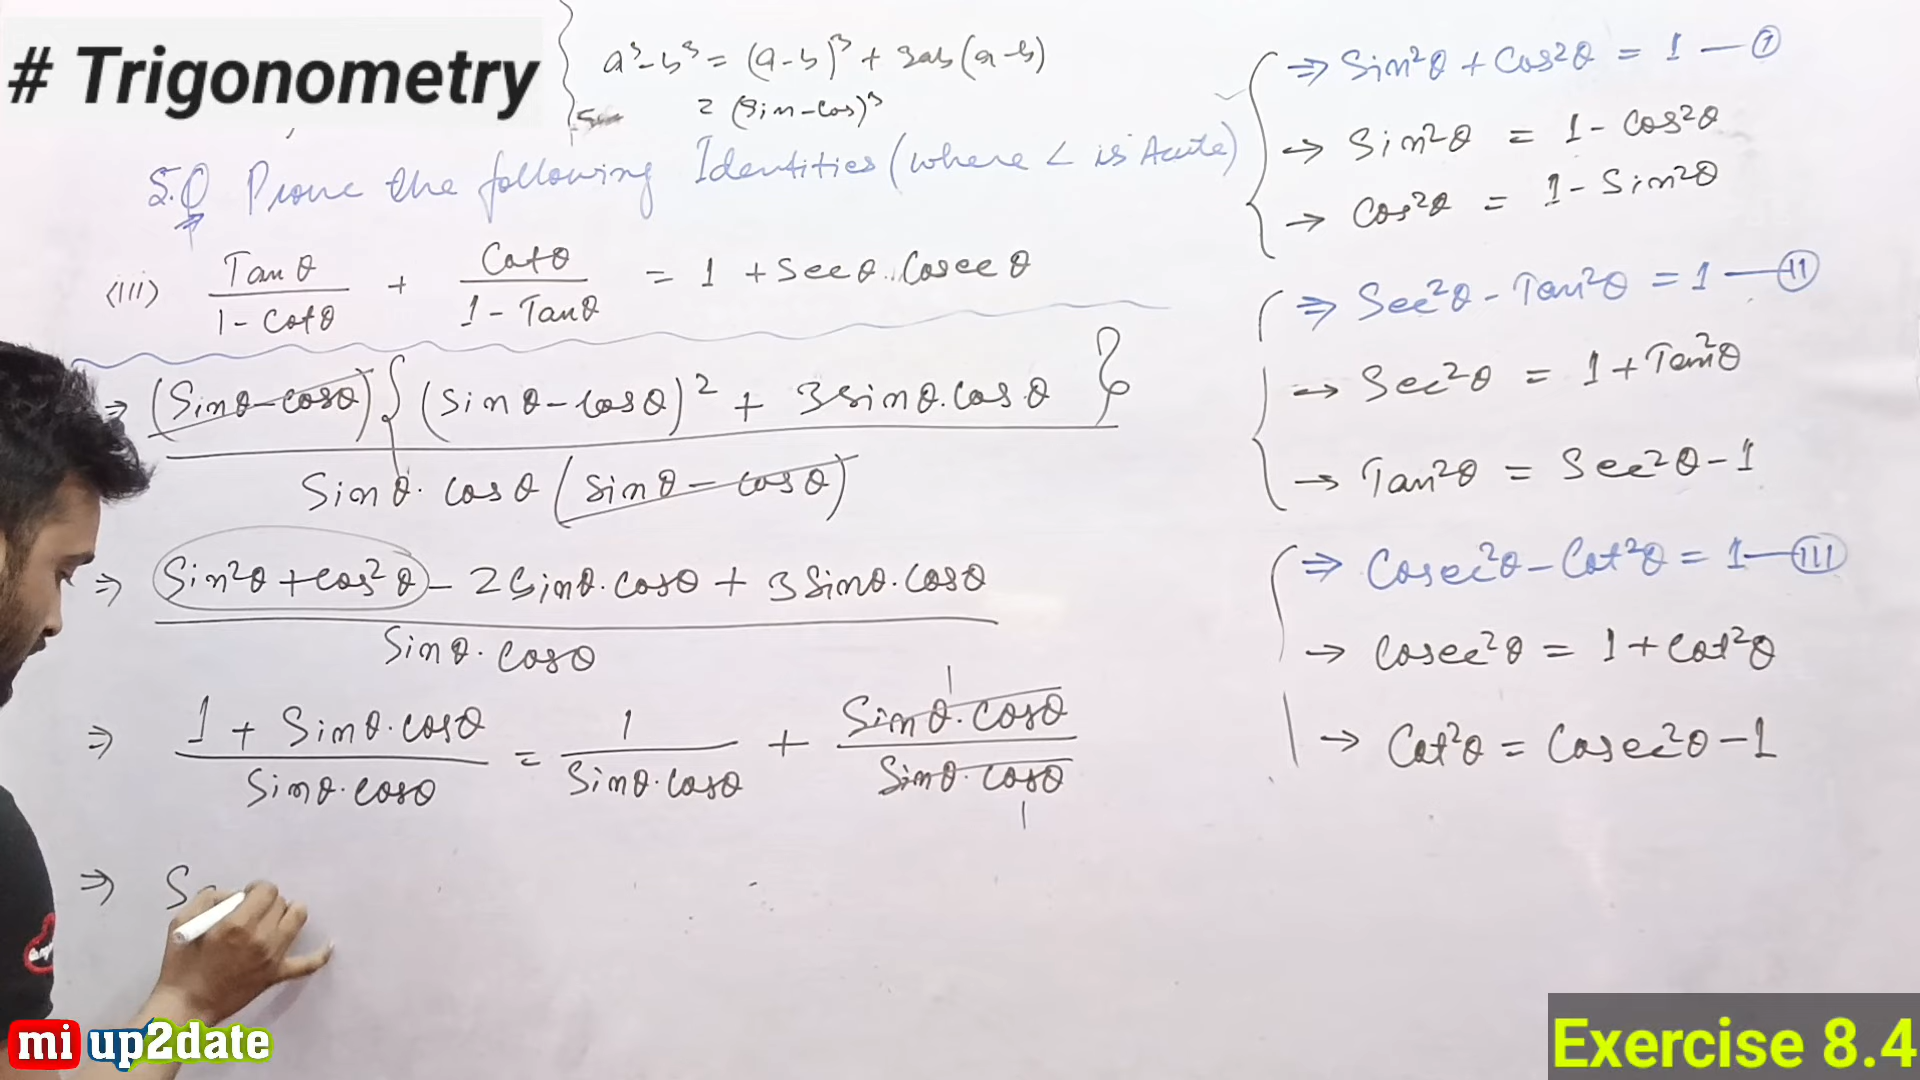 # Trigonometry
a³-b³ = (a-b)³ + 3ab(a-b)
= (Sin-Cos)³
5.Q Prove the following Identities (where ∠ is Acute)
(iii) Tanθ/(1-Cotθ) + Cotθ/(1-Tanθ) = 1 + Secθ.Cosecθ
⇒ (Sinθ-cosθ){(Sinθ-cosθ)² + 3sinθ.cosθ}
Sinθ.cosθ(Sinθ-cosθ)
⇒ Sin²θ+cos²θ - 2Sinθ.cosθ + 3Sinθ.cosθ
Sinθ.cosθ
⇒ (1+Sinθ.cosθ)/(Sinθ.cosθ) = 1/(Sinθ.cosθ) + (Sinθ.cosθ)/(Sinθ.cosθ)
⇒ S
⇒ Sin²θ + Cos²θ = 1 — I
→ Sin²θ = 1 - Cos²θ
→ Cos²θ = 1 - Sin²θ
⇒ Sec²θ - Tan²θ = 1 — II
→ Sec²θ = 1 + Tan²θ
→ Tan²θ = Sec²θ - 1
⇒ Cosec²θ - Cot²θ = 1 — III
→ Cosec²θ = 1 + Cot²θ
→ Cot²θ = Cosec²θ - 1
mi up2date
Exercise 8.4